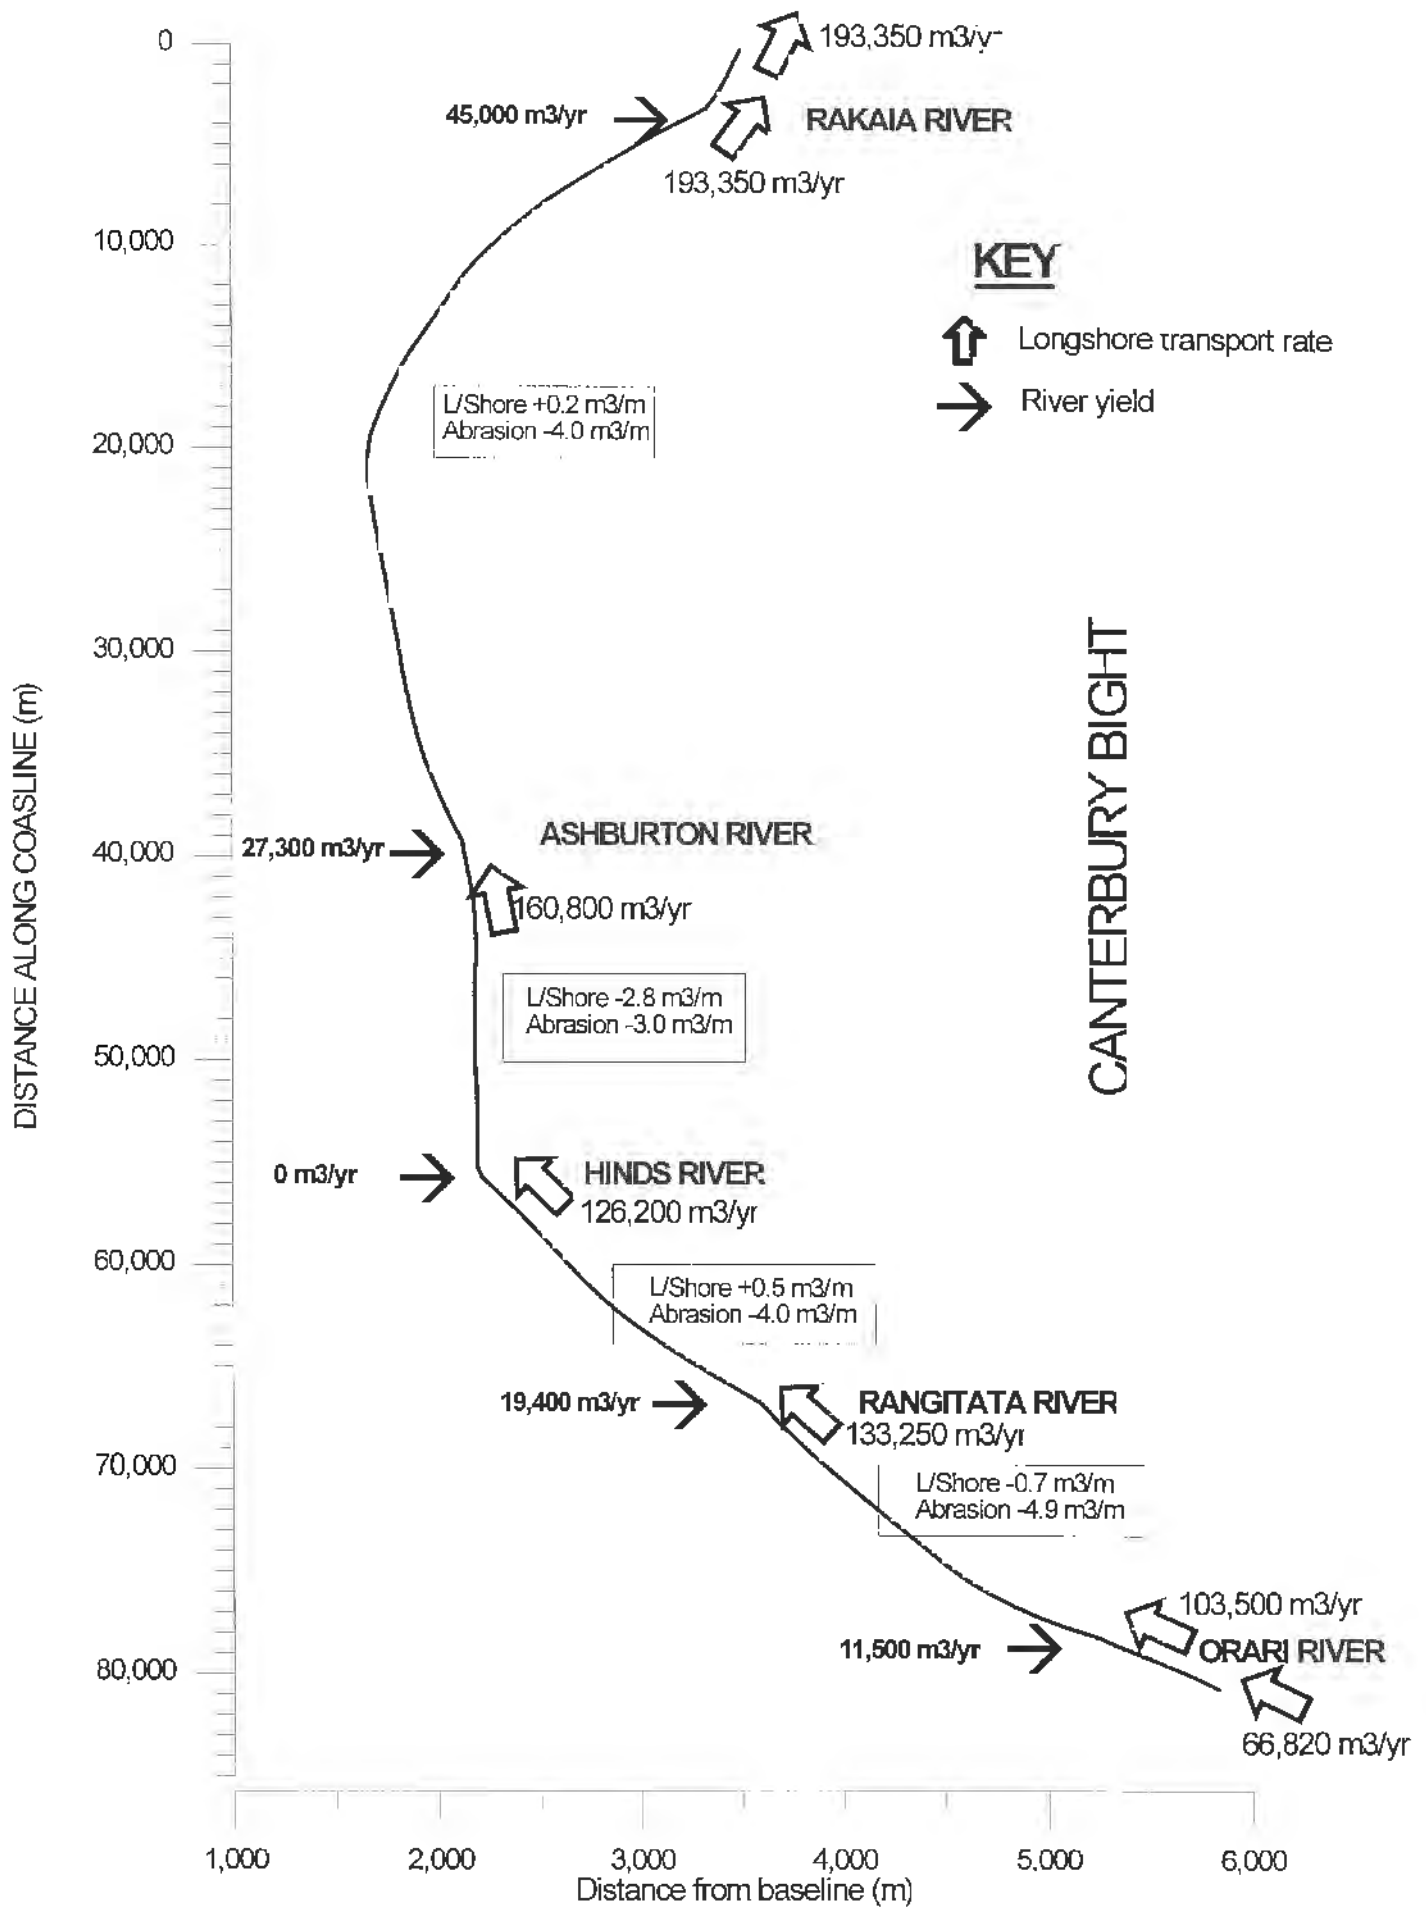 0
193,350 m3/yr
45,000 m3/yr
RAKAIA RIVER
193,350 m3/yr
10,000
KEY
Longshore transport rate
River yield
L/Shore +0.2 m3/m
Abrasion -4.0 m3/m
20,000
30,000
CANTERBURY BIGHT
DISTANCE ALONG COASLINE (m)
ASHBURTON RIVER
27,300 m3/yr
40,000
160,800 m3/yr
L/Shore -2.8 m3/m
Abrasion -3.0 m3/m
50,000
0 m3/yr
HINDS RIVER
126,200 m3/yr
60,000
L/Shore +0.5 m3/m
Abrasion -4.0 m3/m
19,400 m3/yr
RANGITATA RIVER
133,250 m3/yr
70,000
L/Shore -0.7 m3/m
Abrasion -4.9 m3/m
103,500 m3/yr
11,500 m3/yr
ORARI RIVER
80,000
66,820 m3/yr
1,000
2,000
3,000
4,000
5,000
6,000
Distance from baseline (m)